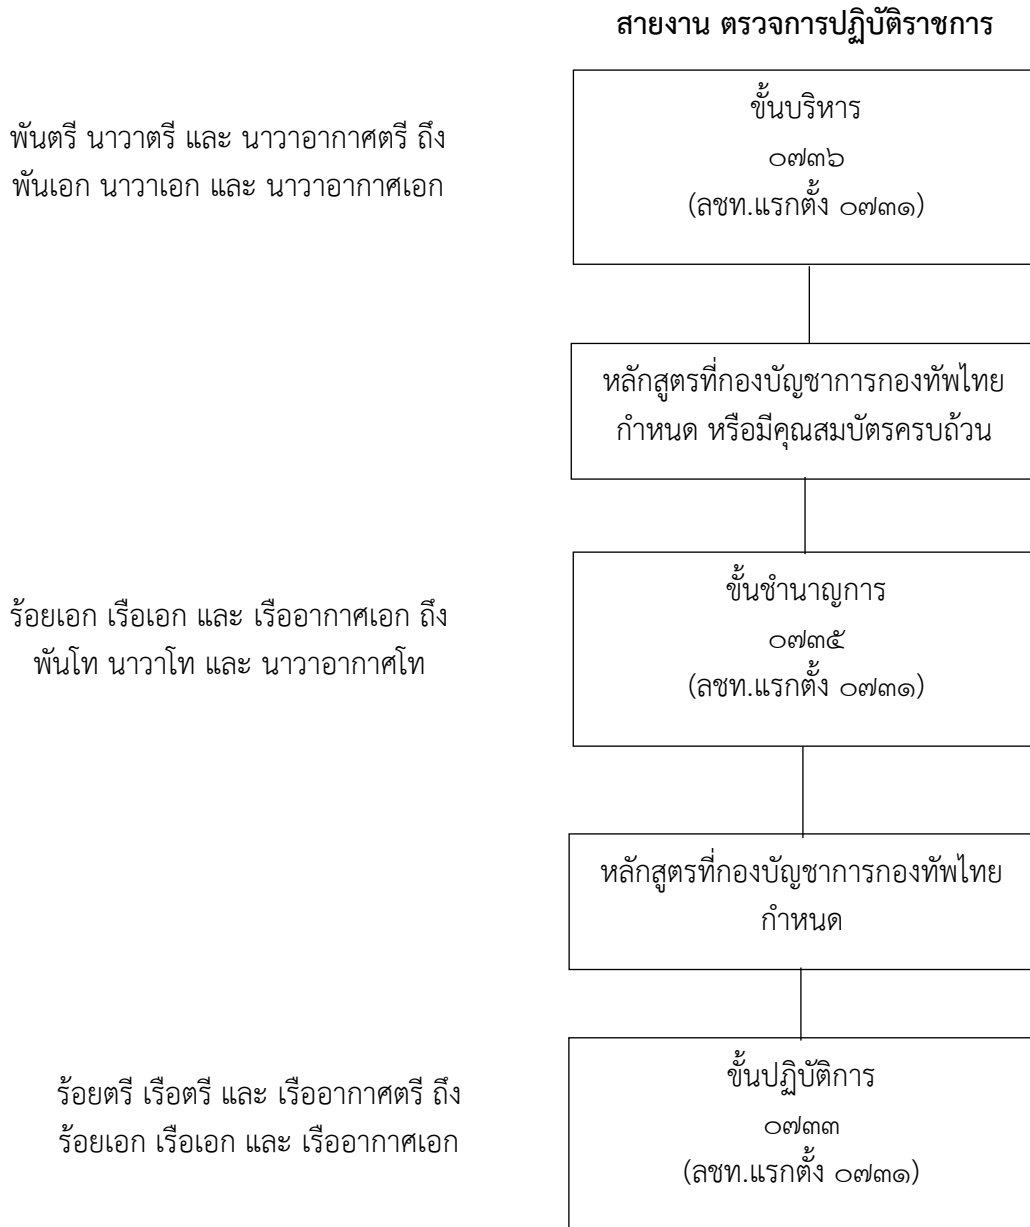 สายงาน ตรวจการปฏิบัติราชการ
พันตรี นาวาตรี และ นาวาอากาศตรี ถึง
พันเอก นาวาเอก และ นาวาอากาศเอก
ขั้นบริหาร
๐๗๓๖
(ลชท.แรกตั้ง ๐๗๓๑)
หลักสูตรที่กองบัญชาการกองทัพไทย
กำหนด หรือมีคุณสมบัตรครบถ้วน
ร้อยเอก เรือเอก และ เรืออากาศเอก ถึง
พันโท นาวาโท และ นาวาอากาศโท
ขั้นชำนาญการ
๐๗๓๕
(ลชท.แรกตั้ง ๐๗๓๑)
หลักสูตรที่กองบัญชาการกองทัพไทย
กำหนด
ร้อยตรี เรือตรี และ เรืออากาศตรี ถึง
ร้อยเอก เรือเอก และ เรืออากาศเอก
ขั้นปฏิบัติการ
๐๗๓๓
(ลชท.แรกตั้ง ๐๗๓๑)